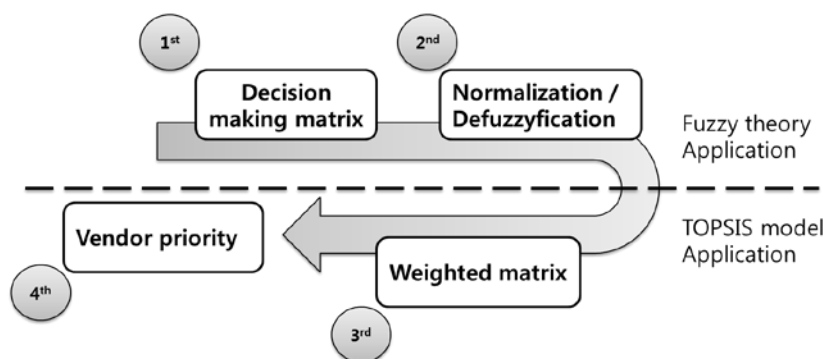 1st
2nd
Decision
making matrix
Normalization /
Defuzzyfication
Fuzzy theory
Application
TOPSIS model
Application
Vendor priority
Weighted matrix
4th
3rd